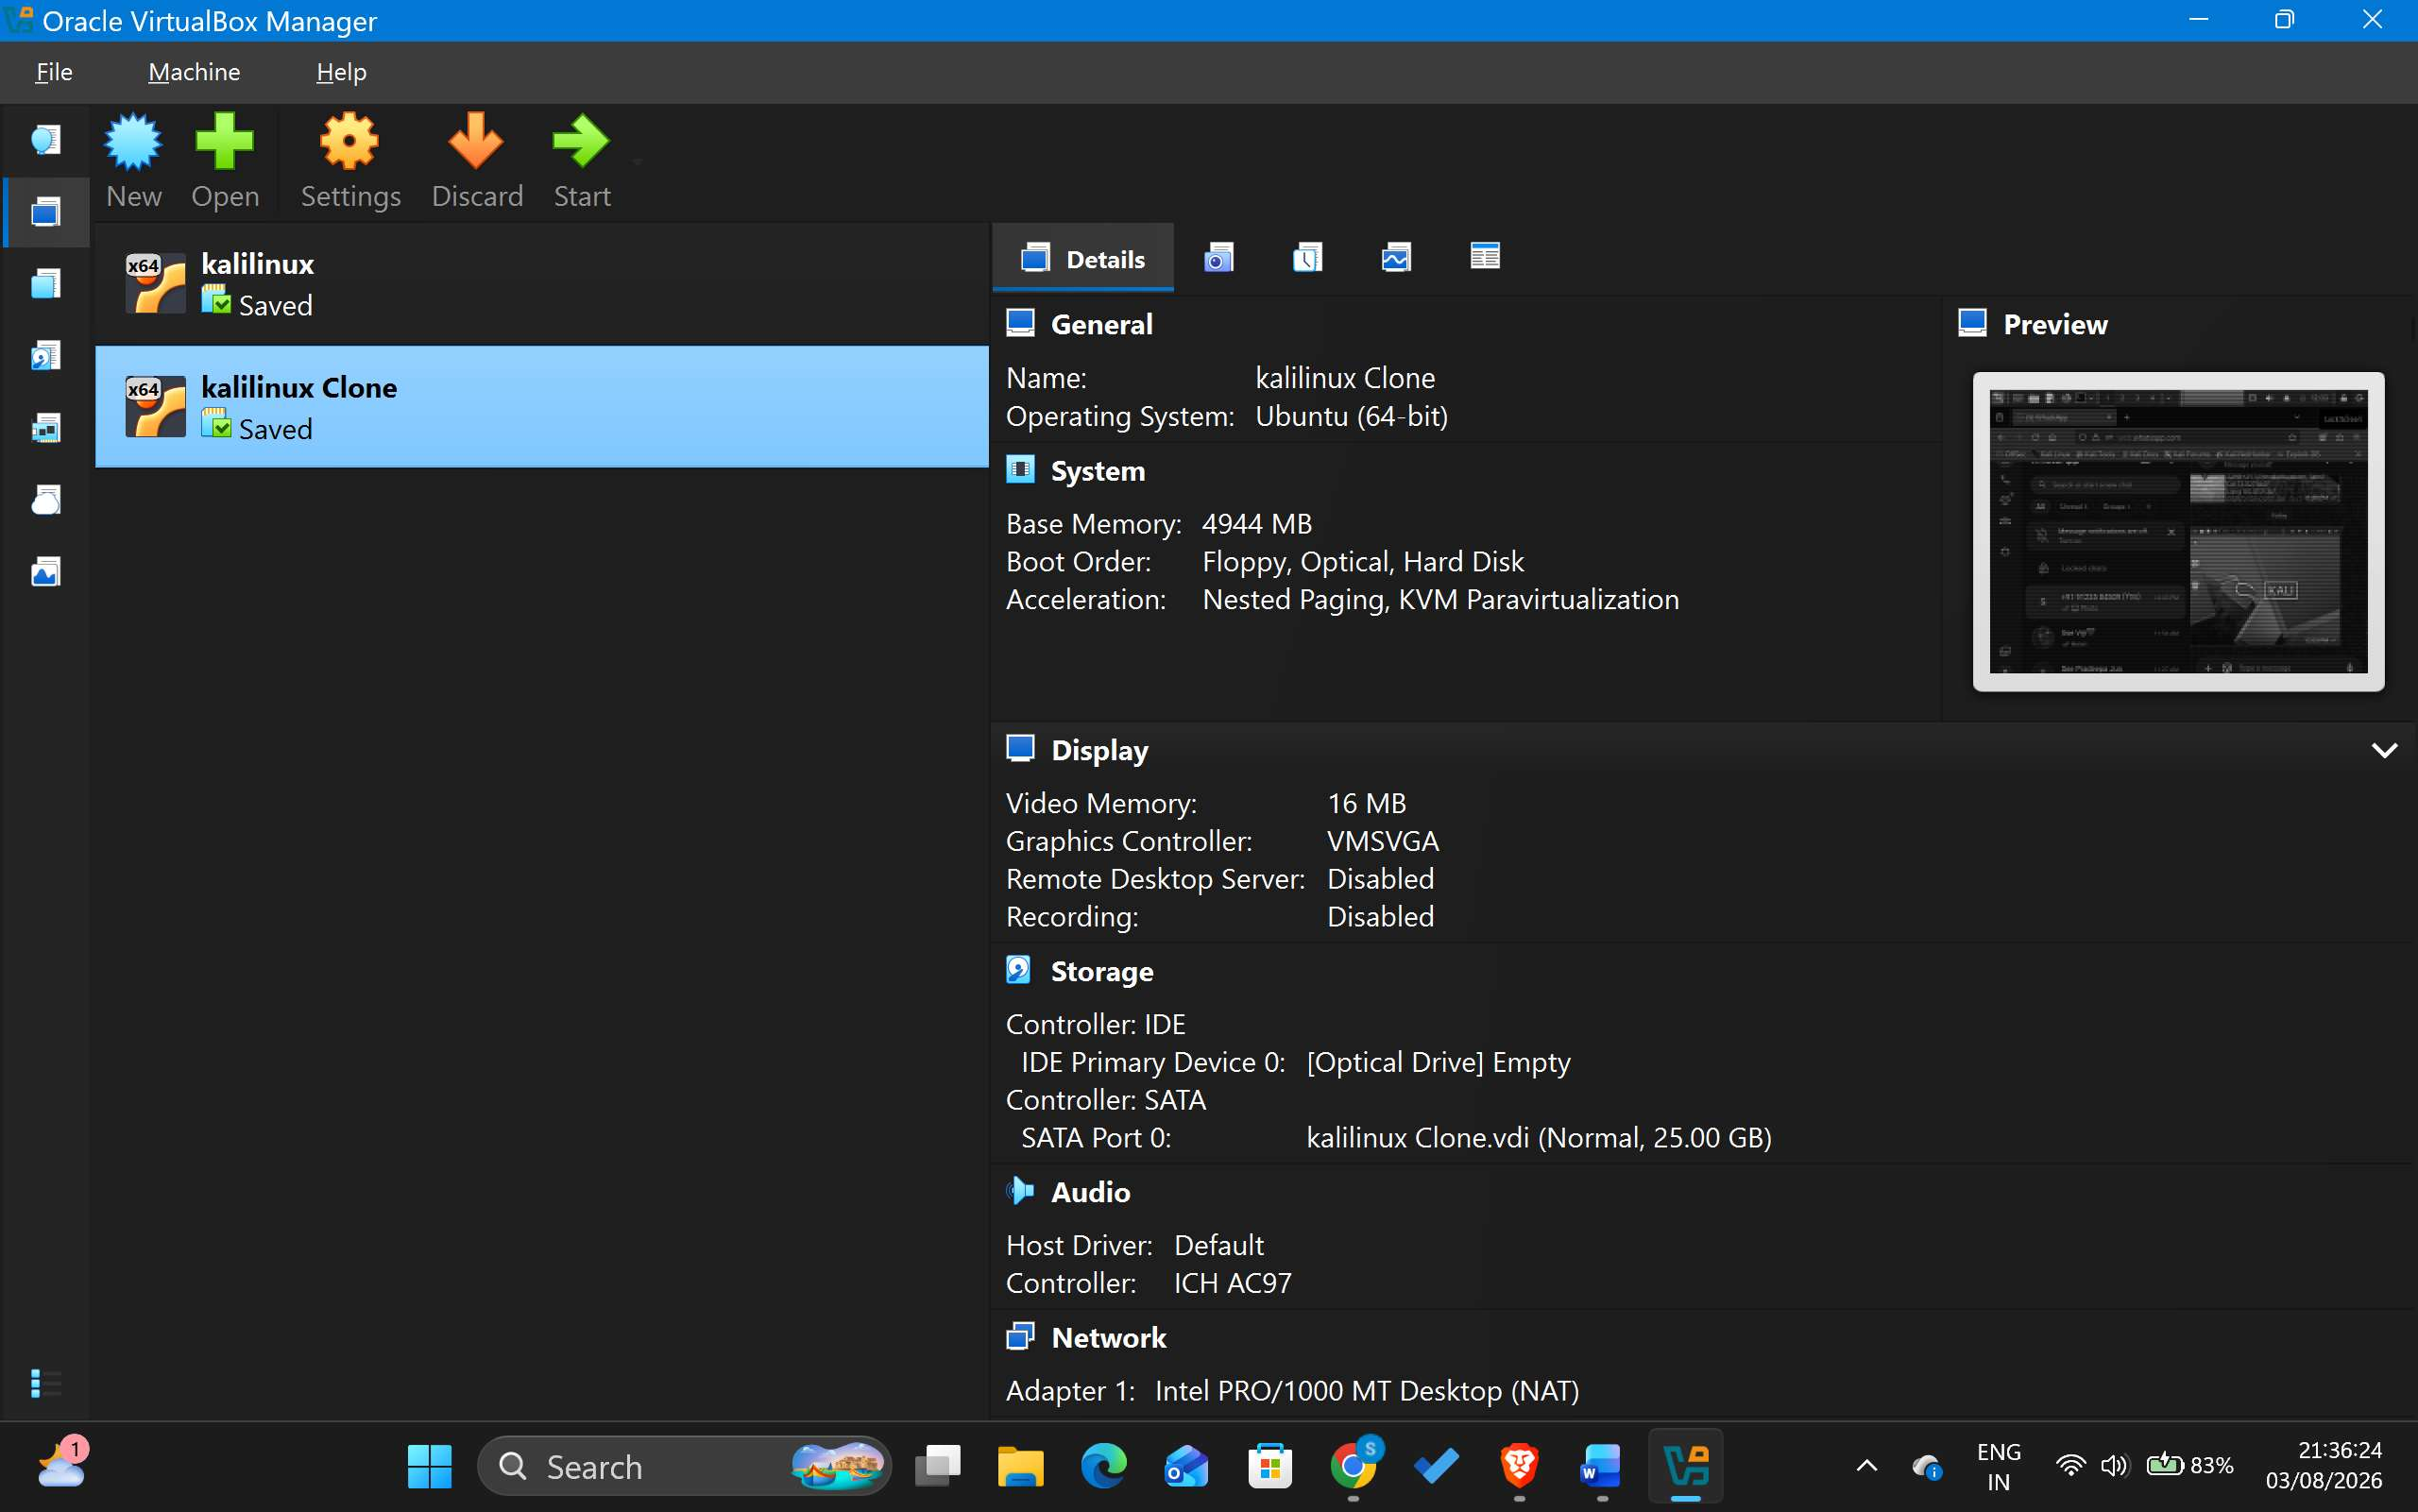 Oracle VirtualBox Manager
File Machine Help
New Open Settings Discard Start
x64 kalilinux
Saved
x64 kalilinux Clone
Saved
Details
General
Name: kalilinux Clone
Operating System: Ubuntu (64-bit)
System
Base Memory: 4944 MB
Boot Order: Floppy, Optical, Hard Disk
Acceleration: Nested Paging, KVM Paravirtualization
Preview
KALI
Display
Video Memory: 16 MB
Graphics Controller: VMSVGA
Remote Desktop Server: Disabled
Recording: Disabled
Storage
Controller: IDE
IDE Primary Device 0: [Optical Drive] Empty
Controller: SATA
SATA Port 0: kalilinux Clone.vdi (Normal, 25.00 GB)
Audio
Host Driver: Default
Controller: ICH AC97
Network
Adapter 1: Intel PRO/1000 MT Desktop (NAT)
1
Search
S
ENG
IN
83%
21:36:24
03/08/2026